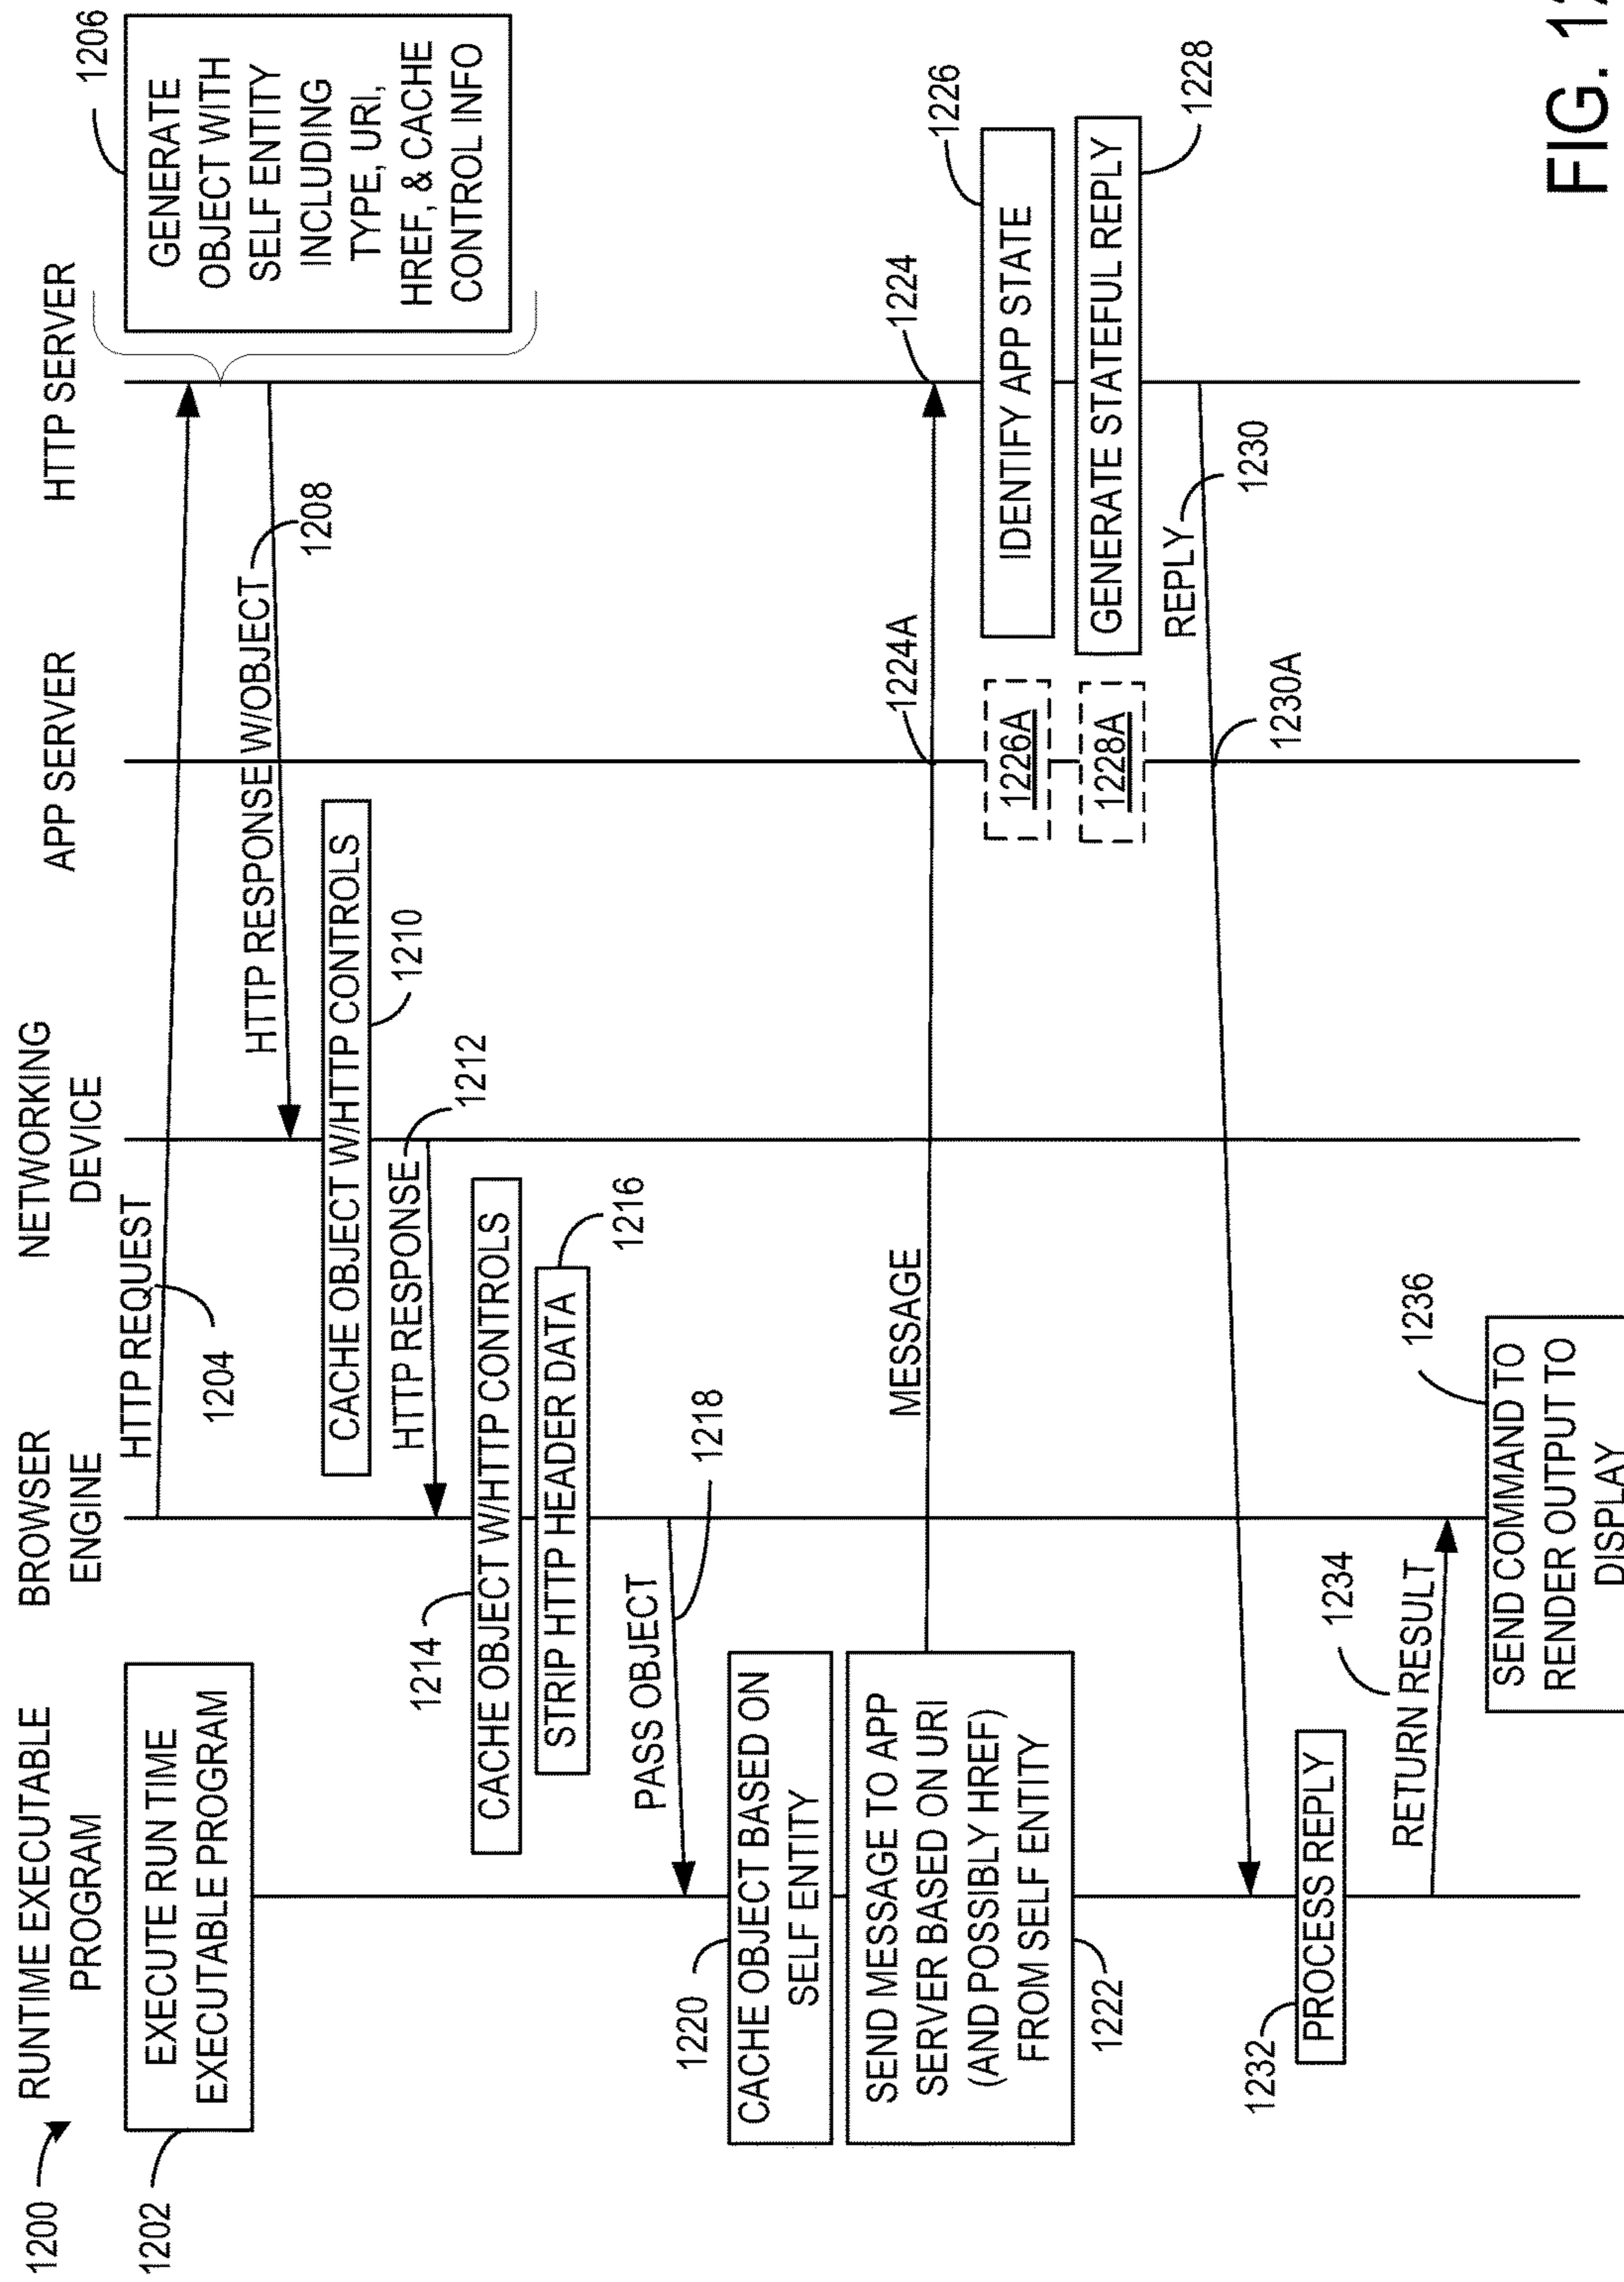 1200
RUNTIME EXECUTABLE
PROGRAM
BROWSER
ENGINE
NETWORKING
DEVICE
APP SERVER
HTTP SERVER
1202
EXECUTE RUN TIME
EXECUTABLE PROGRAM
HTTP REQUEST
1204
1206
GENERATE
OBJECT WITH
SELF ENTITY
INCLUDING
TYPE, URI,
HREF, & CACHE
CONTROL INFO
HTTP RESPONSE W/OBJECT
1208
CACHE OBJECT W/HTTP CONTROLS
1210
HTTP RESPONSE
1212
1214
CACHE OBJECT W/HTTP CONTROLS
STRIP HTTP HEADER DATA
1216
PASS OBJECT
1218
1220
CACHE OBJECT BASED ON
SELF ENTITY
SEND MESSAGE TO APP
SERVER BASED ON URI
(AND POSSIBLY HREF)
FROM SELF ENTITY
1222
MESSAGE
1224A
1224
1226A
IDENTIFY APP STATE
1226
1228A
GENERATE STATEFUL REPLY
1228
REPLY
1230
1230A
1232
PROCESS REPLY
RETURN RESULT
1234
1236
SEND COMMAND TO
RENDER OUTPUT TO
DISPLAY
FIG.